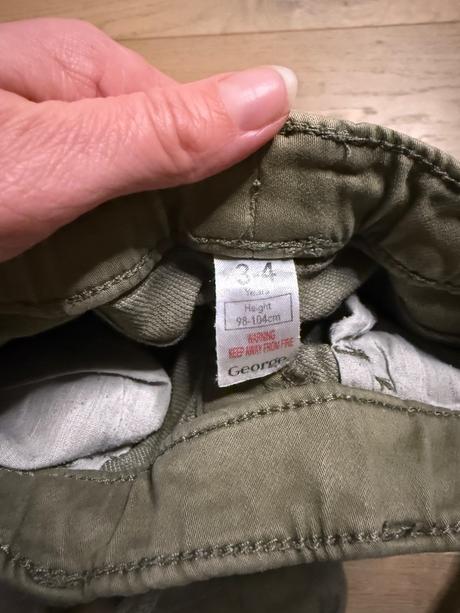 3-4
Years
Height
98-104cm
WARNING
KEEP AWAY FROM FIRE
George